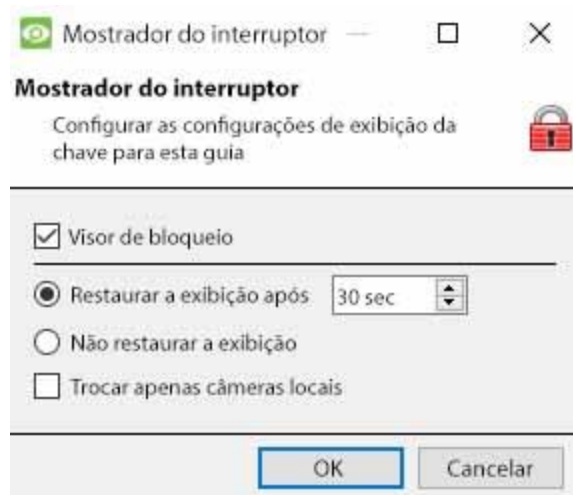 Mostrador do interruptor
Mostrador do interruptor
Configurar as configurações de exibição da
chave para esta guia
Visor de bloqueio
Restaurar a exibição após 30 sec
Não restaurar a exibição
Trocar apenas câmeras locais
OK Cancelar